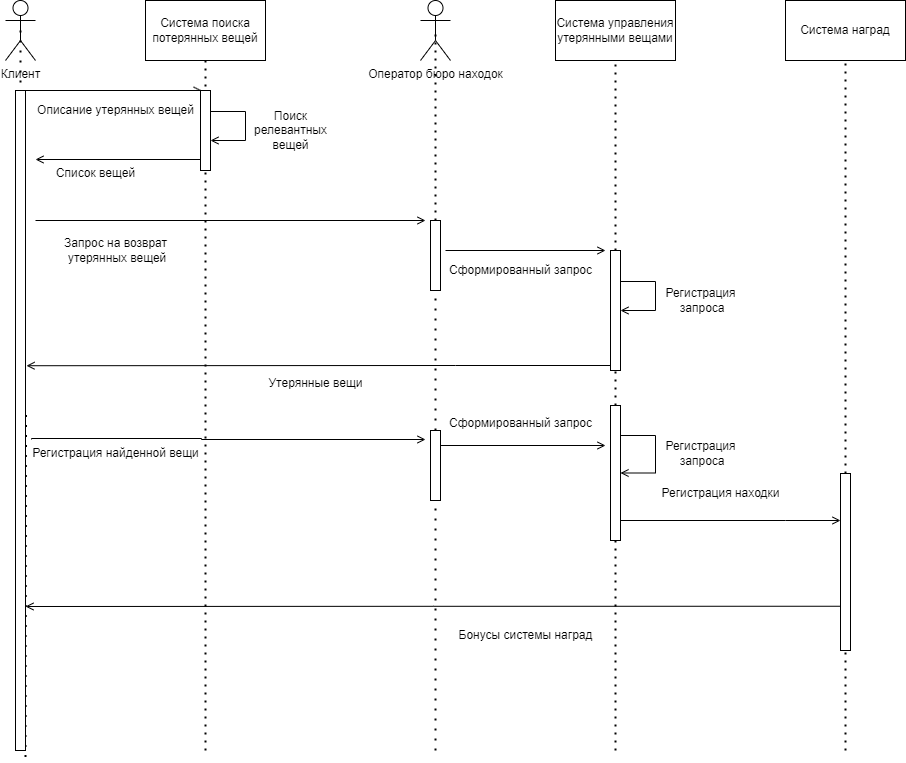 Система поиска
потерянных вещей
Система управления
утерянными вещами
Система наград
Клиент
Оператор бюро находок
Описание утерянных вещей
Поиск
релевантных
вещей
Список вещей
Запрос на возврат
утерянных вещей
Сформированный запрос
Регистрация
запроса
Утерянные вещи
Сформированный запрос
Регистрация найденной вещи
Регистрация
запроса
Регистрация находки
Бонусы системы наград